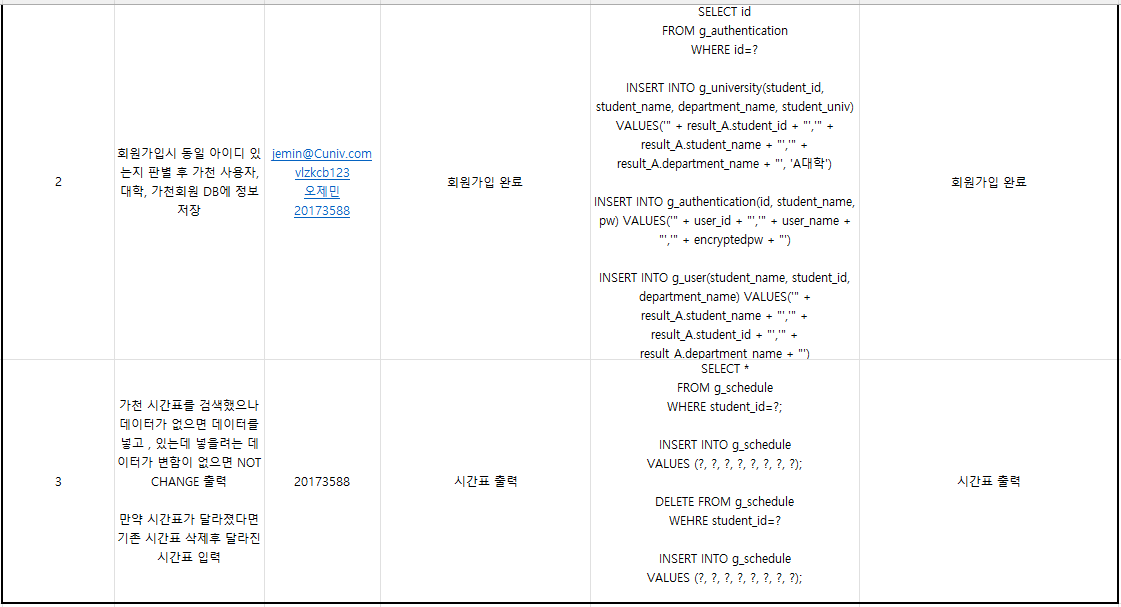 2
회원가입시 동일 아이디 있
는지 판별 후 가천 사용자,
대학, 가천회원 DB에 정보
저장
jemin@Cuniv.com
vlzkcb123
오제민
20173588
회원가입 완료
SELECT id
FROM g_authentication
WHERE id=?
INSERT INTO g_university(student_id,
student_name, department_name, student_univ)
VALUES('" + result_A.student_id + "','" +
result_A.student_name + "','" +
result_A.department_name + "', 'A대학')
INSERT INTO g_authentication(id, student_name,
pw) VALUES('" + user_id + "','" + user_name +
"','" + encryptedpw + "')
INSERT INTO g_user(student_name, student_id,
department_name) VALUES('" +
result_A.student_name + "','" +
result_A.student_id + "','" +
result_A.department_name + "')
회원가입 완료
3
가천 시간표를 검색했으나
데이터가 없으면 데이터를
넣고 , 있는데 넣을려는 데
이터가 변함이 없으면 NOT
CHANGE 출력
만약 시간표가 달라졌다면
기존 시간표 삭제후 달라진
시간표 입력
20173588
시간표 출력
SELECT *
FROM g_schedule
WHERE student_id=?;
INSERT INTO g_schedule
VALUES (?, ?, ?, ?, ?, ?, ?, ?);
DELETE FROM g_schedule
WEHRE student_id=?
INSERT INTO g_schedule
VALUES (?, ?, ?, ?, ?, ?, ?, ?);
시간표 출력